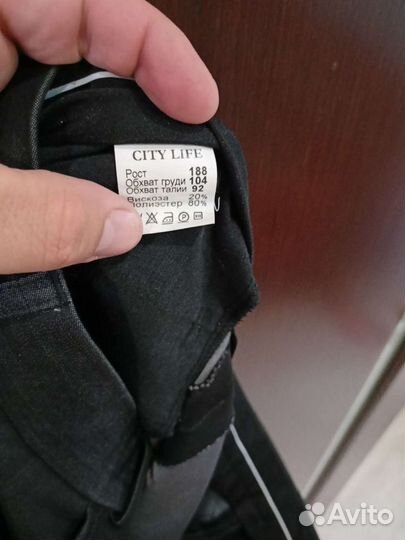 CITY LIFE
Рост 188
Обхват груди 104
Обхват талии 92
Вискоза 20%
Полиэстер 80%
Avito